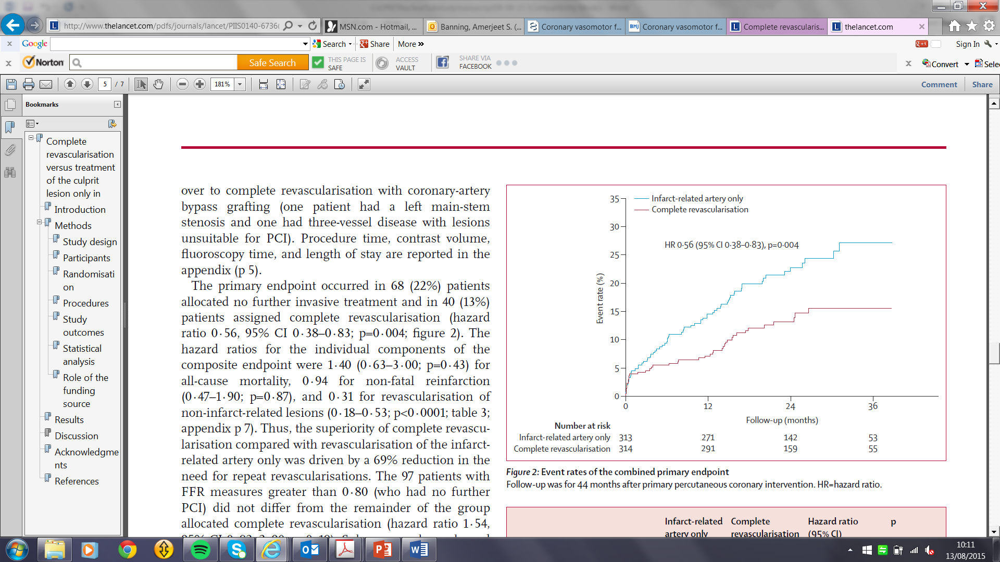 http://www.thelancet.com/pdfs/journals/lancet/PIIS0140-6736(
MSN.com - Hotmail, ...
Banning, Amerjeet S. (...
Coronary vasomotor f...
BMJ
Coronary vasomotor f...
Complete revascularis...
thelancet.com
x Google
Search
Share
More »
Sign In
x Norton
Safe Search
THIS PAGE IS
SAFE
ACCESS
VAULT
SHARE VIA
FACEBOOK
x
Convert
Selec
5 / 7
181%
Comment
Share
Bookmarks
Complete
revascularisation
versus treatment
of the culprit
lesion only in
Introduction
Methods
Study design
Participants
Randomisati
on
Procedures
Study
outcomes
Statistical
analysis
Role of the
funding
source
Results
Discussion
Acknowledgme
nts
References
over to complete revascularisation with coronary-artery
bypass grafting (one patient had a left main-stem
stenosis and one had three-vessel disease with lesions
unsuitable for PCI). Procedure time, contrast volume,
fluoroscopy time, and length of stay are reported in the
appendix (p 5).
The primary endpoint occurred in 68 (22%) patients
allocated no further invasive treatment and in 40 (13%)
patients assigned complete revascularisation (hazard
ratio 0·56, 95% CI 0·38–0·83; p=0·004; figure 2). The
hazard ratios for the individual components of the
composite endpoint were 1·40 (0·63–3·00; p=0·43) for
all-cause mortality, 0·94 for non-fatal reinfarction
(0·47–1·90; p=0·87), and 0·31 for revascularisation of
non-infarct-related lesions (0·18–0·53; p<0·0001; table 3;
appendix p 7). Thus, the superiority of complete revascu-
larisation compared with revascularisation of the infarct-
related artery only was driven by a 69% reduction in the
need for repeat revascularisations. The 97 patients with
FFR measures greater than 0·80 (who had no further
PCI) did not differ from the remainder of the group
allocated complete revascularisation (hazard ratio 1·54,
Infarct-related artery only
Complete revascularisation
HR 0·56 (95% CI 0·38–0·83), p=0·004
Event rate (%)
35
30
25
20
15
10
5
0
0 12 24 36
Follow-up (months)
Number at risk
Infarct-related artery only 313 271 142 53
Complete revascularisation 314 291 159 55
Figure 2: Event rates of the combined primary endpoint
Follow-up was for 44 months after primary percutaneous coronary intervention. HR=hazard ratio.
Infarct-related Complete Hazard ratio p
artery only revascularisation (95% CI)
10:11
13/08/2015